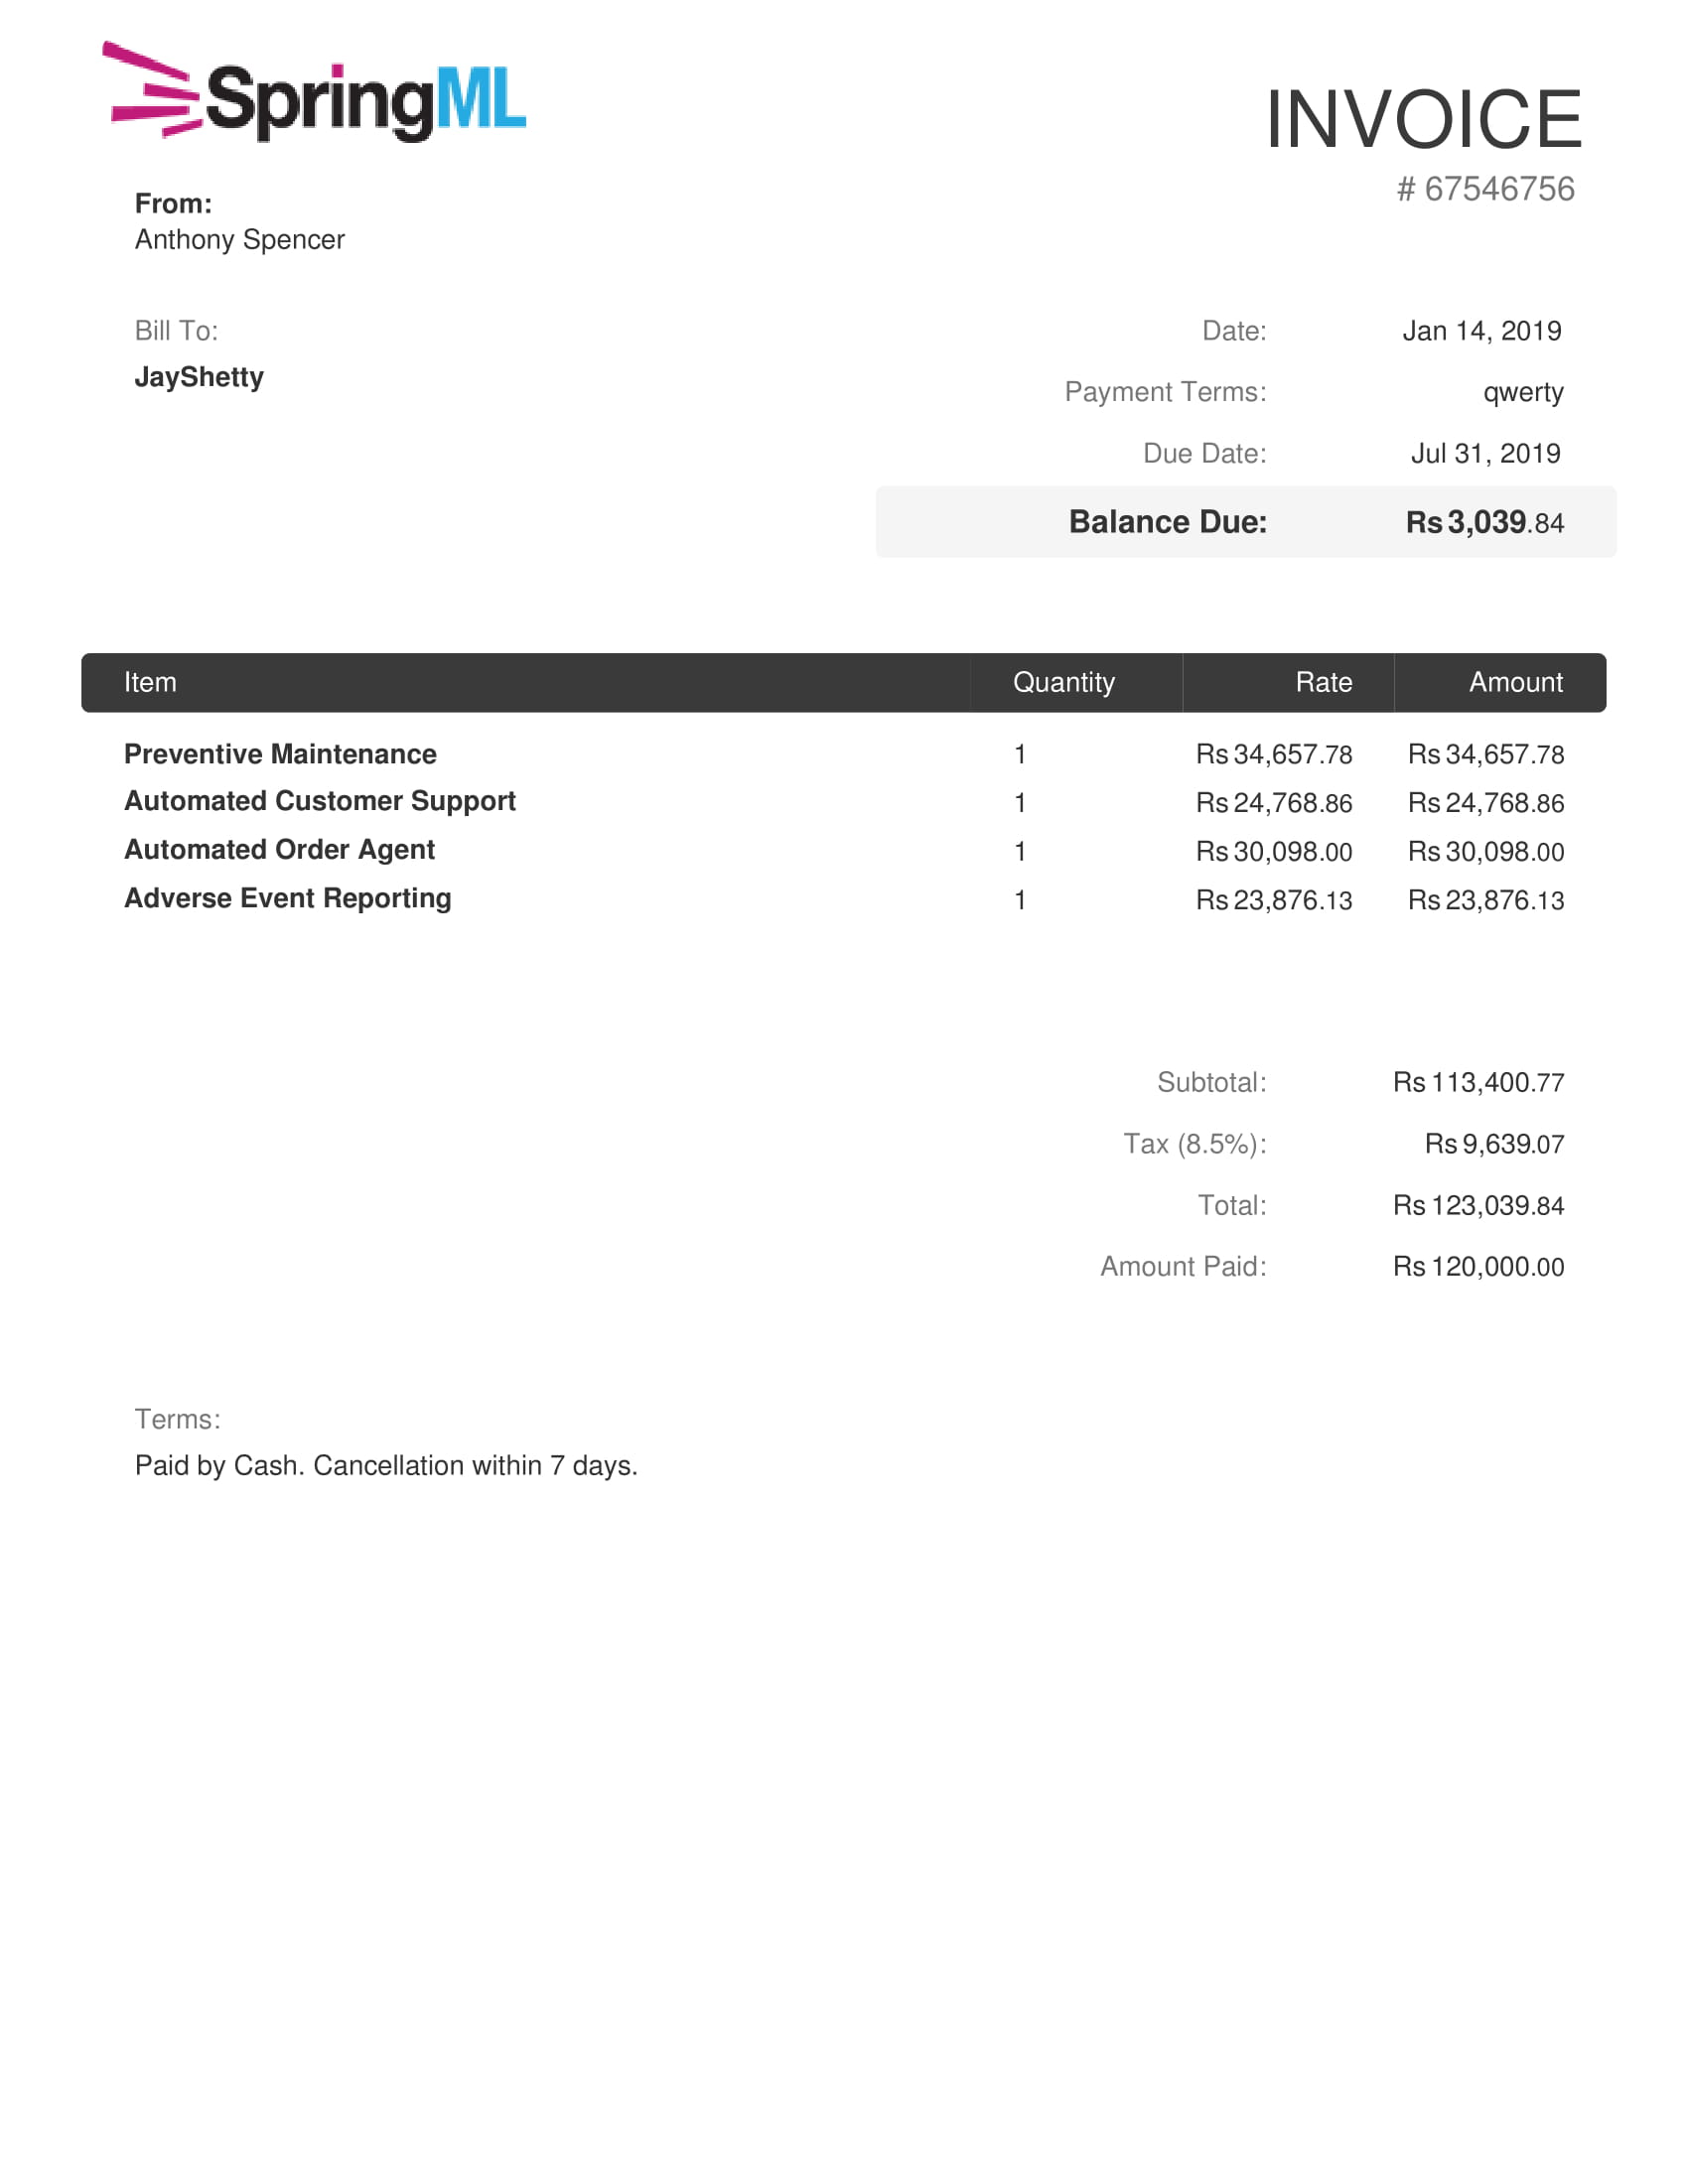 SpringML
INVOICE
# 67546756
From:
Anthony Spencer
Bill To:
JayShetty
Date: Jan 14, 2019
Payment Terms: qwerty
Due Date: Jul 31, 2019
Balance Due: Rs 3,039.84
Item Quantity Rate Amount
Preventive Maintenance 1 Rs 34,657.78 Rs 34,657.78
Automated Customer Support 1 Rs 24,768.86 Rs 24,768.86
Automated Order Agent 1 Rs 30,098.00 Rs 30,098.00
Adverse Event Reporting 1 Rs 23,876.13 Rs 23,876.13
Subtotal: Rs 113,400.77
Tax (8.5%): Rs 9,639.07
Total: Rs 123,039.84
Amount Paid: Rs 120,000.00
Terms:
Paid by Cash. Cancellation within 7 days.